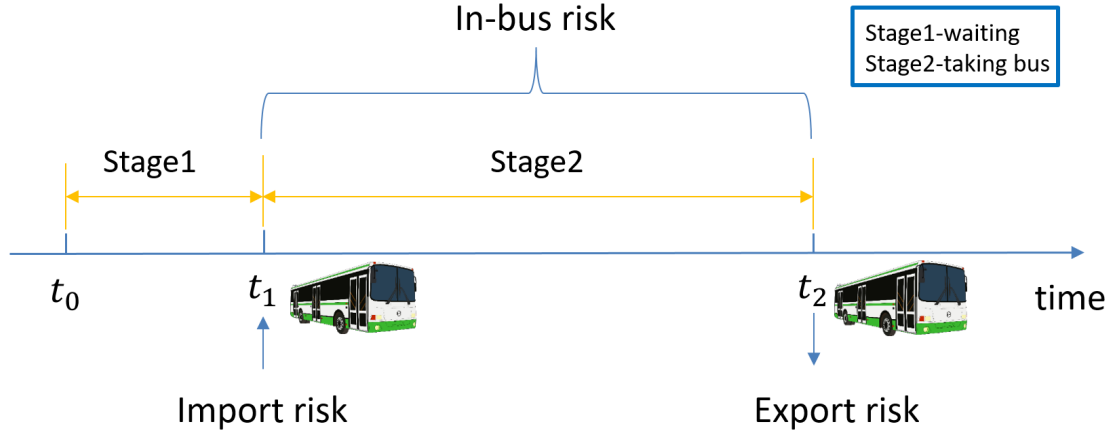 In-bus risk
Stage1-waiting
Stage2-taking bus
Stage1
Stage2
t₀
t₁
t₂
time
Import risk
Export risk